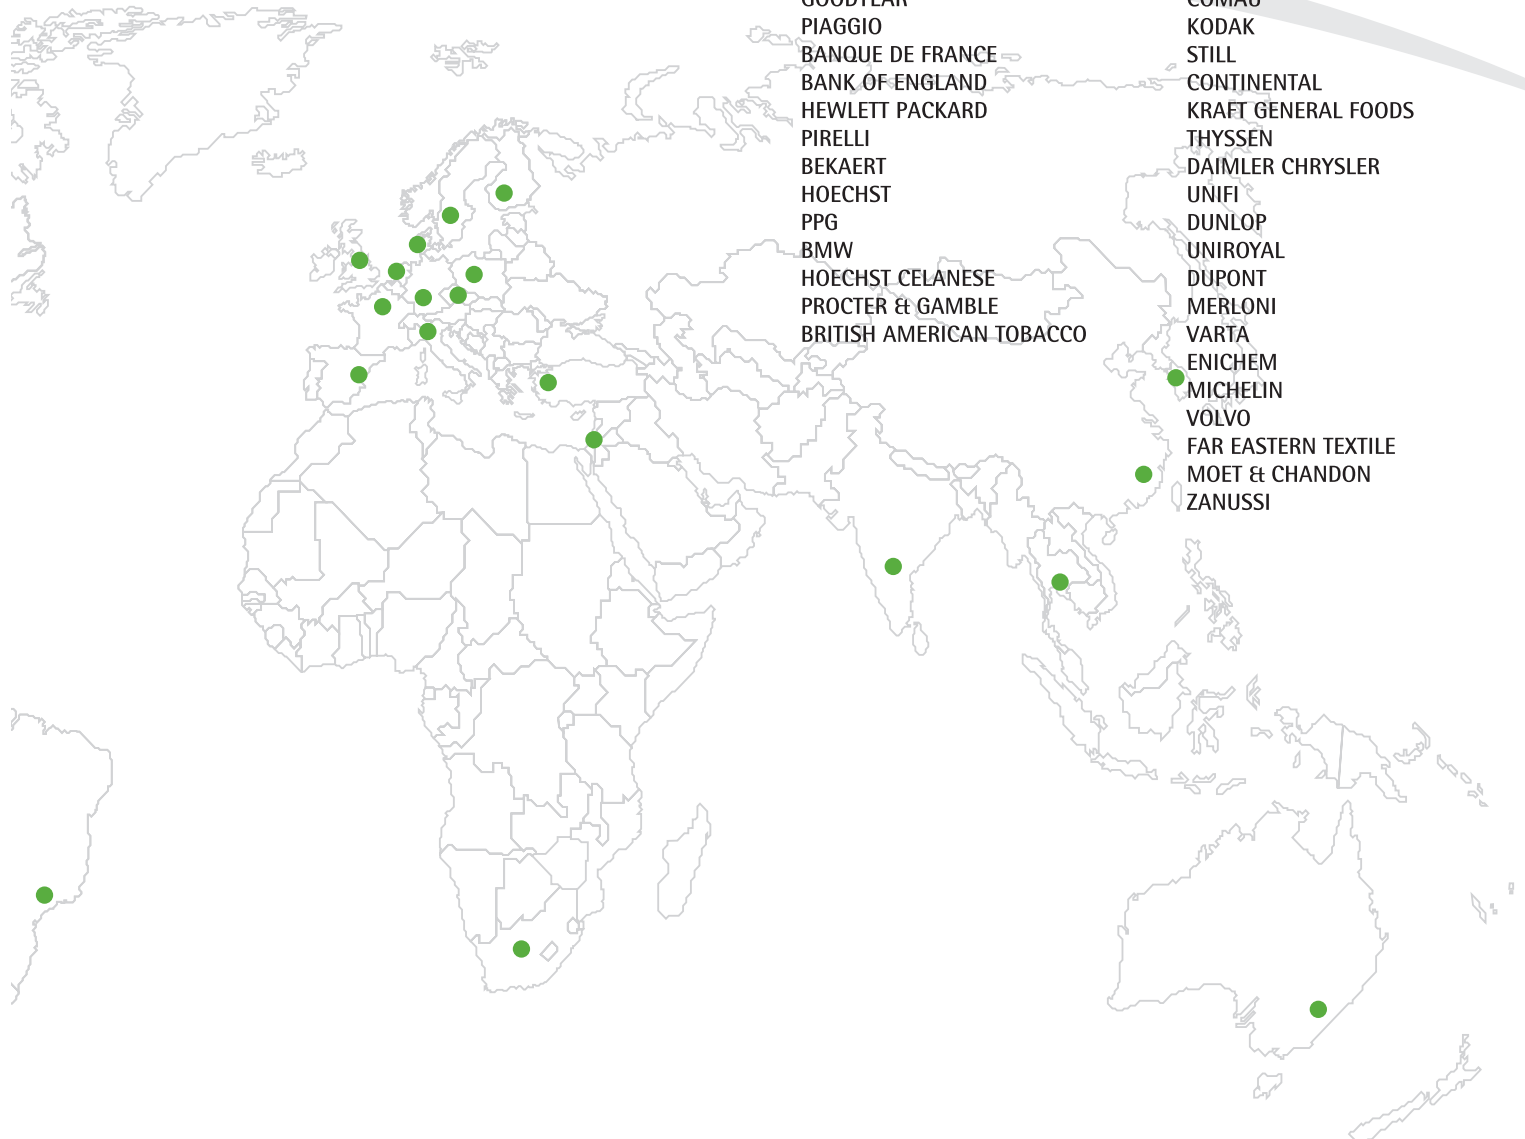 GOODYEAR
PIAGGIO
BANQUE DE FRANCE
BANK OF ENGLAND
HEWLETT PACKARD
PIRELLI
BEKAERT
HOECHST
PPG
BMW
HOECHST CELANESE
PROCTER & GAMBLE
BRITISH AMERICAN TOBACCO
COMAU
KODAK
STILL
CONTINENTAL
KRAFT GENERAL FOODS
THYSSEN
DAIMLER CHRYSLER
UNIFI
DUNLOP
UNIROYAL
DUPONT
MERLONI
VARTA
ENICHEM
MICHELIN
VOLVO
FAR EASTERN TEXTILE
MOET & CHANDON
ZANUSSI